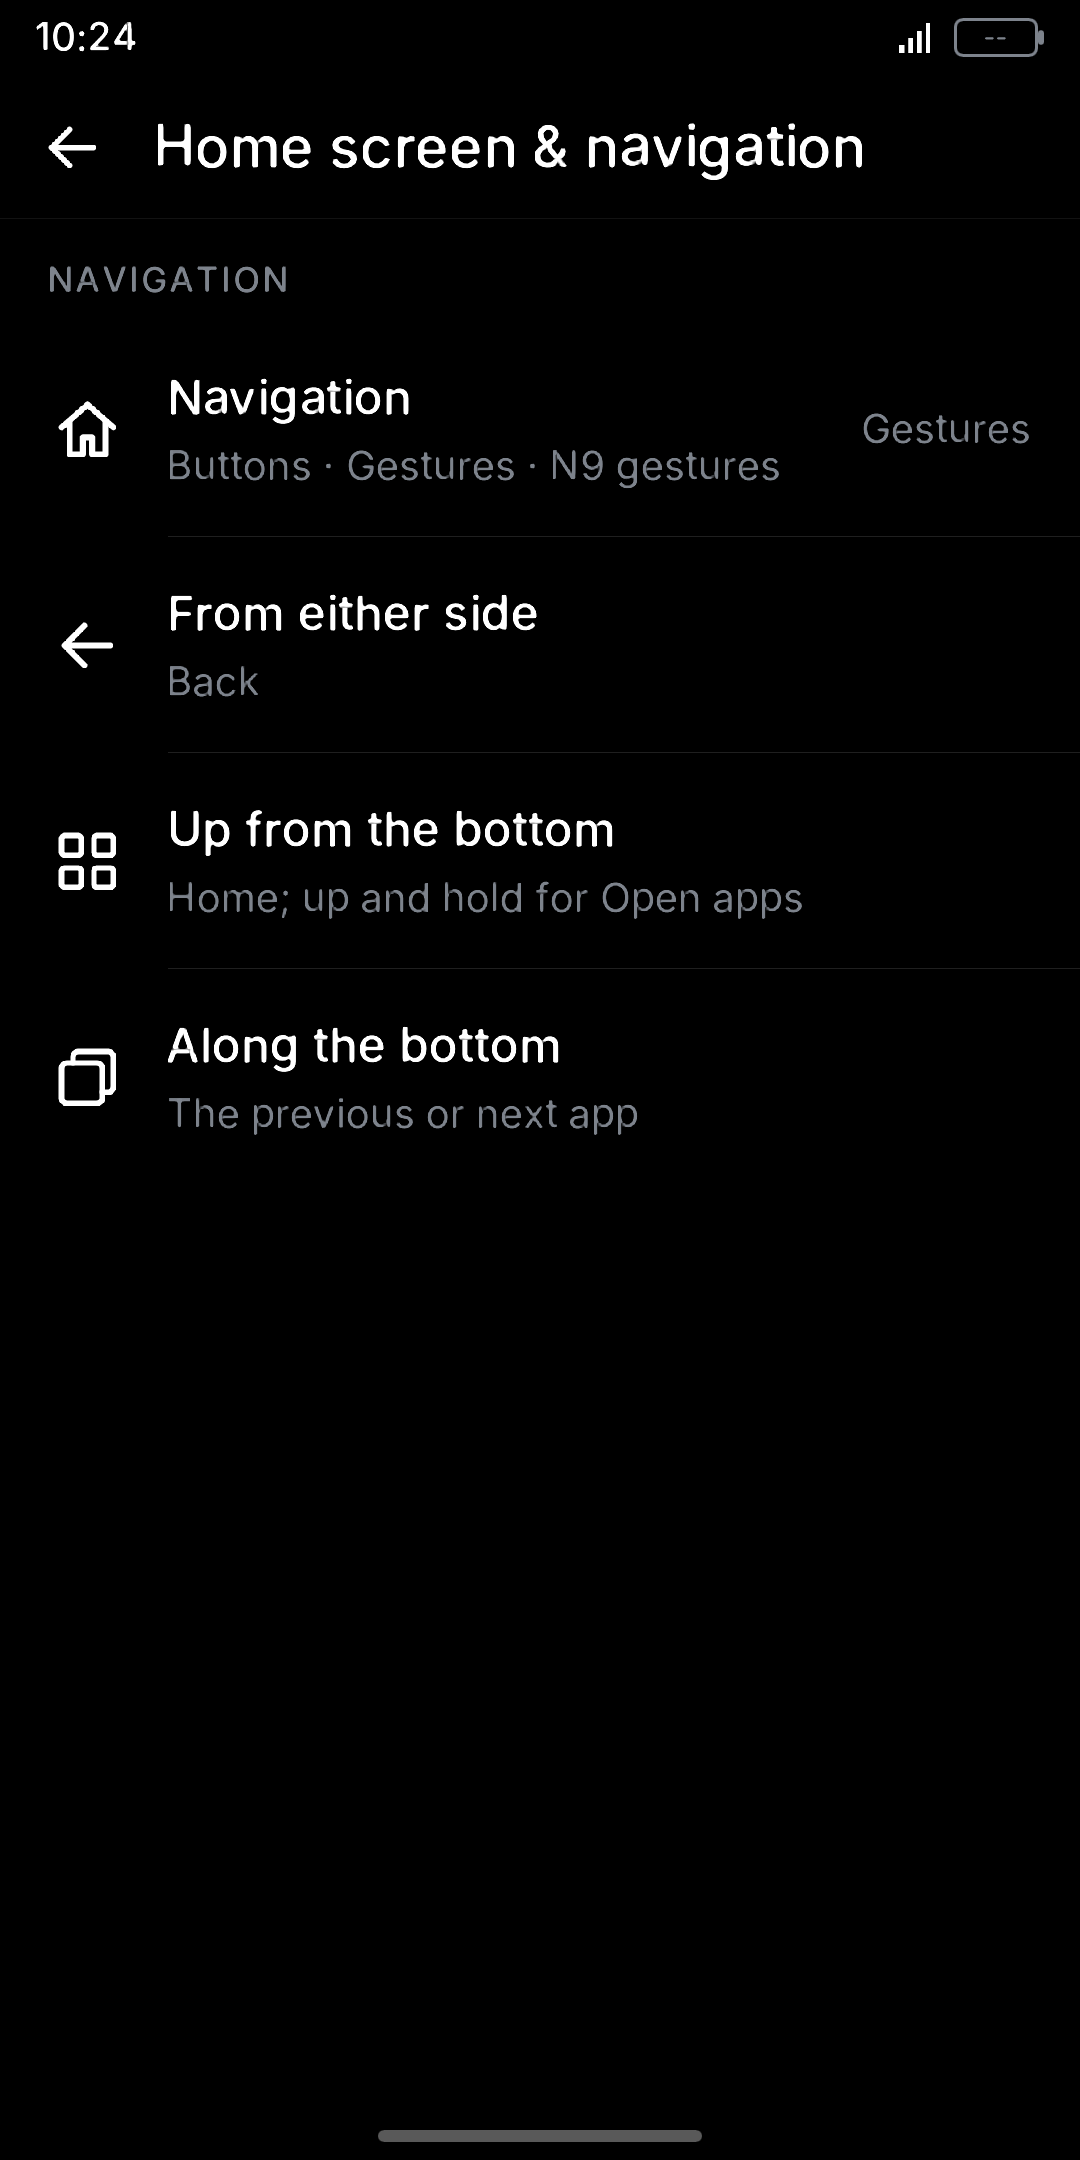 10:24
--
Home screen & navigation
NAVIGATION
Navigation
Buttons · Gestures · N9 gestures
Gestures
From either side
Back
Up from the bottom
Home; up and hold for Open apps
Along the bottom
The previous or next app